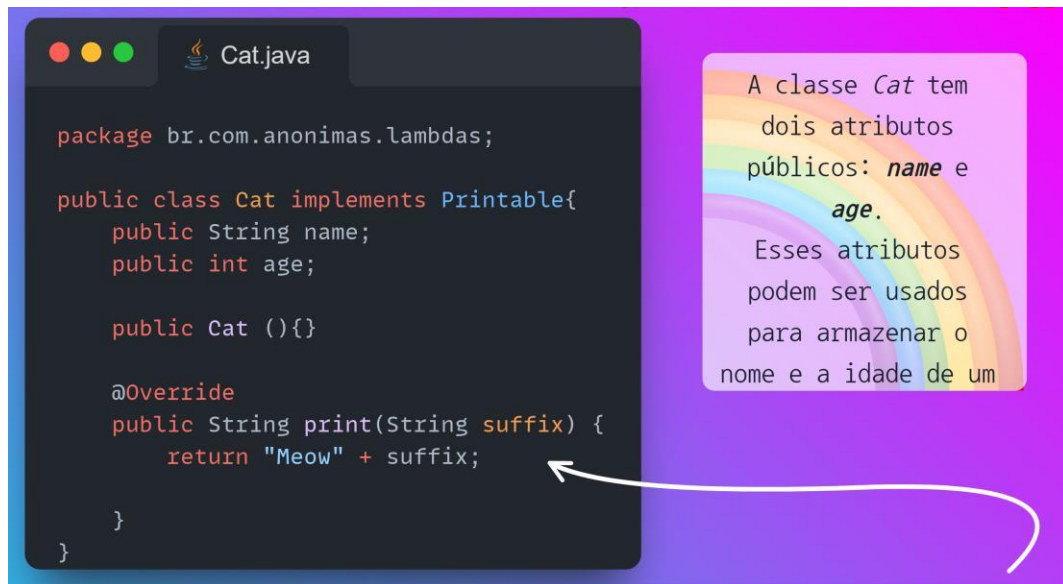 Cat.java
package br.com.anonimas.lambdas;
public class Cat implements Printable{
    public String name;
    public int age;
    public Cat (){}
    @Override
    public String print(String suffix) {
        return "Meow" + suffix;
    }
}
A classe Cat tem
dois atributos
públicos: name e
age.
Esses atributos
podem ser usados
para armazenar o
nome e a idade de um